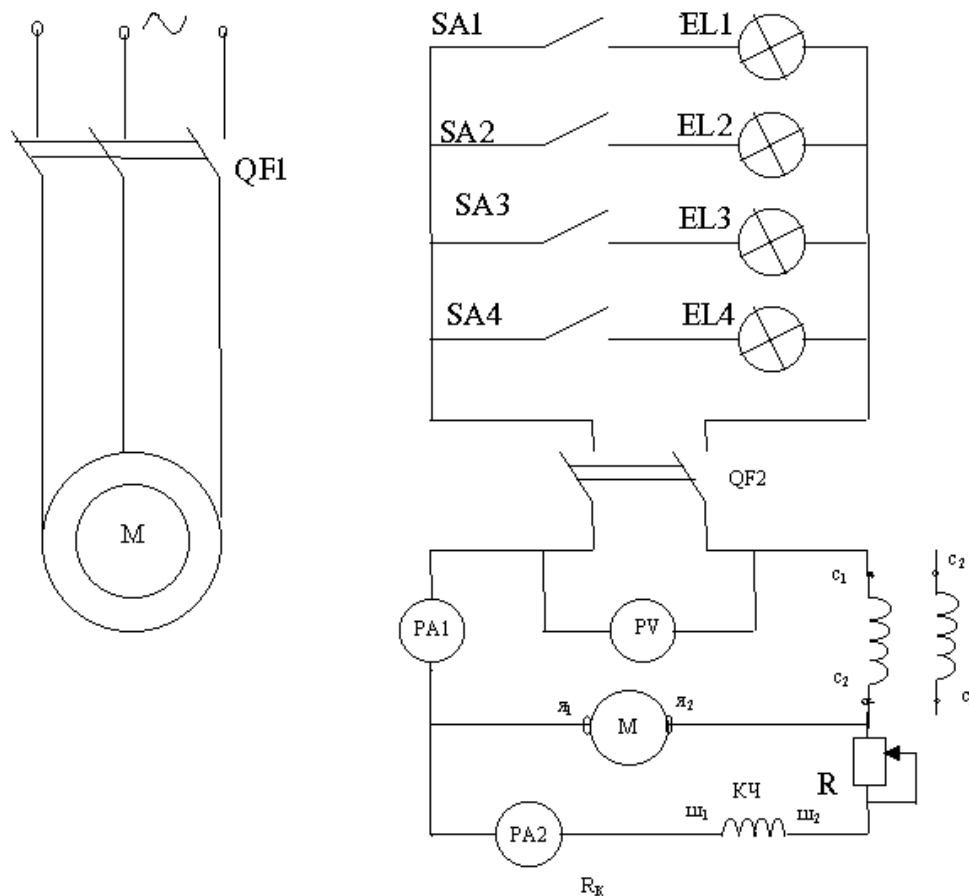 SA1
EL1
QF1
SA2
EL2
SA3
EL3
SA4
EL4
QF2
M
PA1
PV
c₁
c₂
c₂
c
я₁
M
я₂
R
КЧ
ш₁
ш₂
PA2
Rк